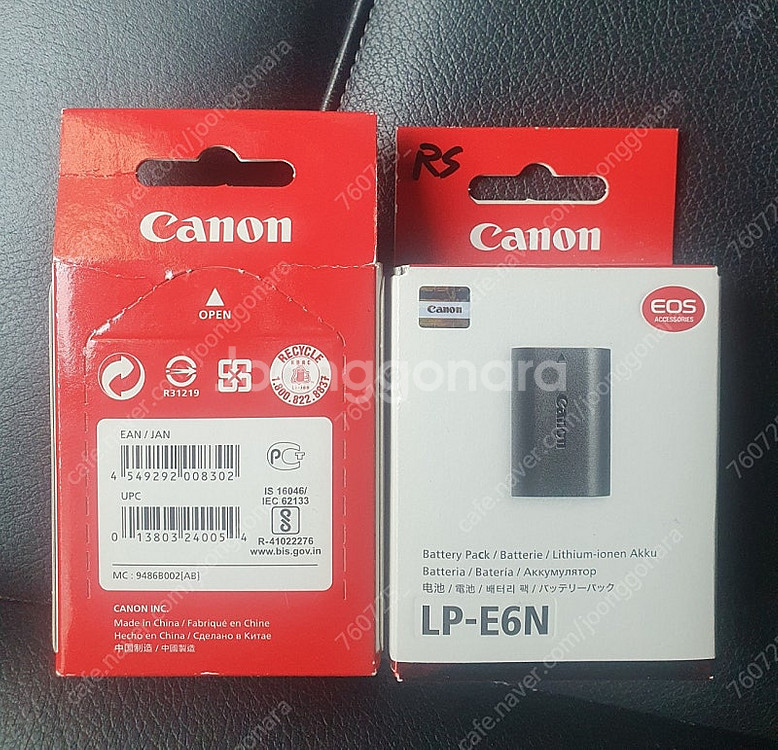 Canon
OPEN
R31219
RECYCLE
LI-ION
1.800.822.8837
EAN / JAN
4 549292 008302
UPC
0 13803 24005 4
IS 16046/
IEC 62133
R-41022276
www.bis.gov.in
MC : 9486B002[AB]
CANON INC.
Made in China / Fabriqué en Chine
Hecho en China / Сделано в Китае
中国制造 / 中國製造
RS
Canon
Canon
EOS
ACCESSORIES
Canon
Battery Pack / Batterie / Lithium-ionen Akku
Batteria / Batería / Аккумулятор
电池 / 電池 / 배터리 팩 / バッテリーパック
LP-E6N
joonggonara
cafe.naver.com/joonggonara
760725